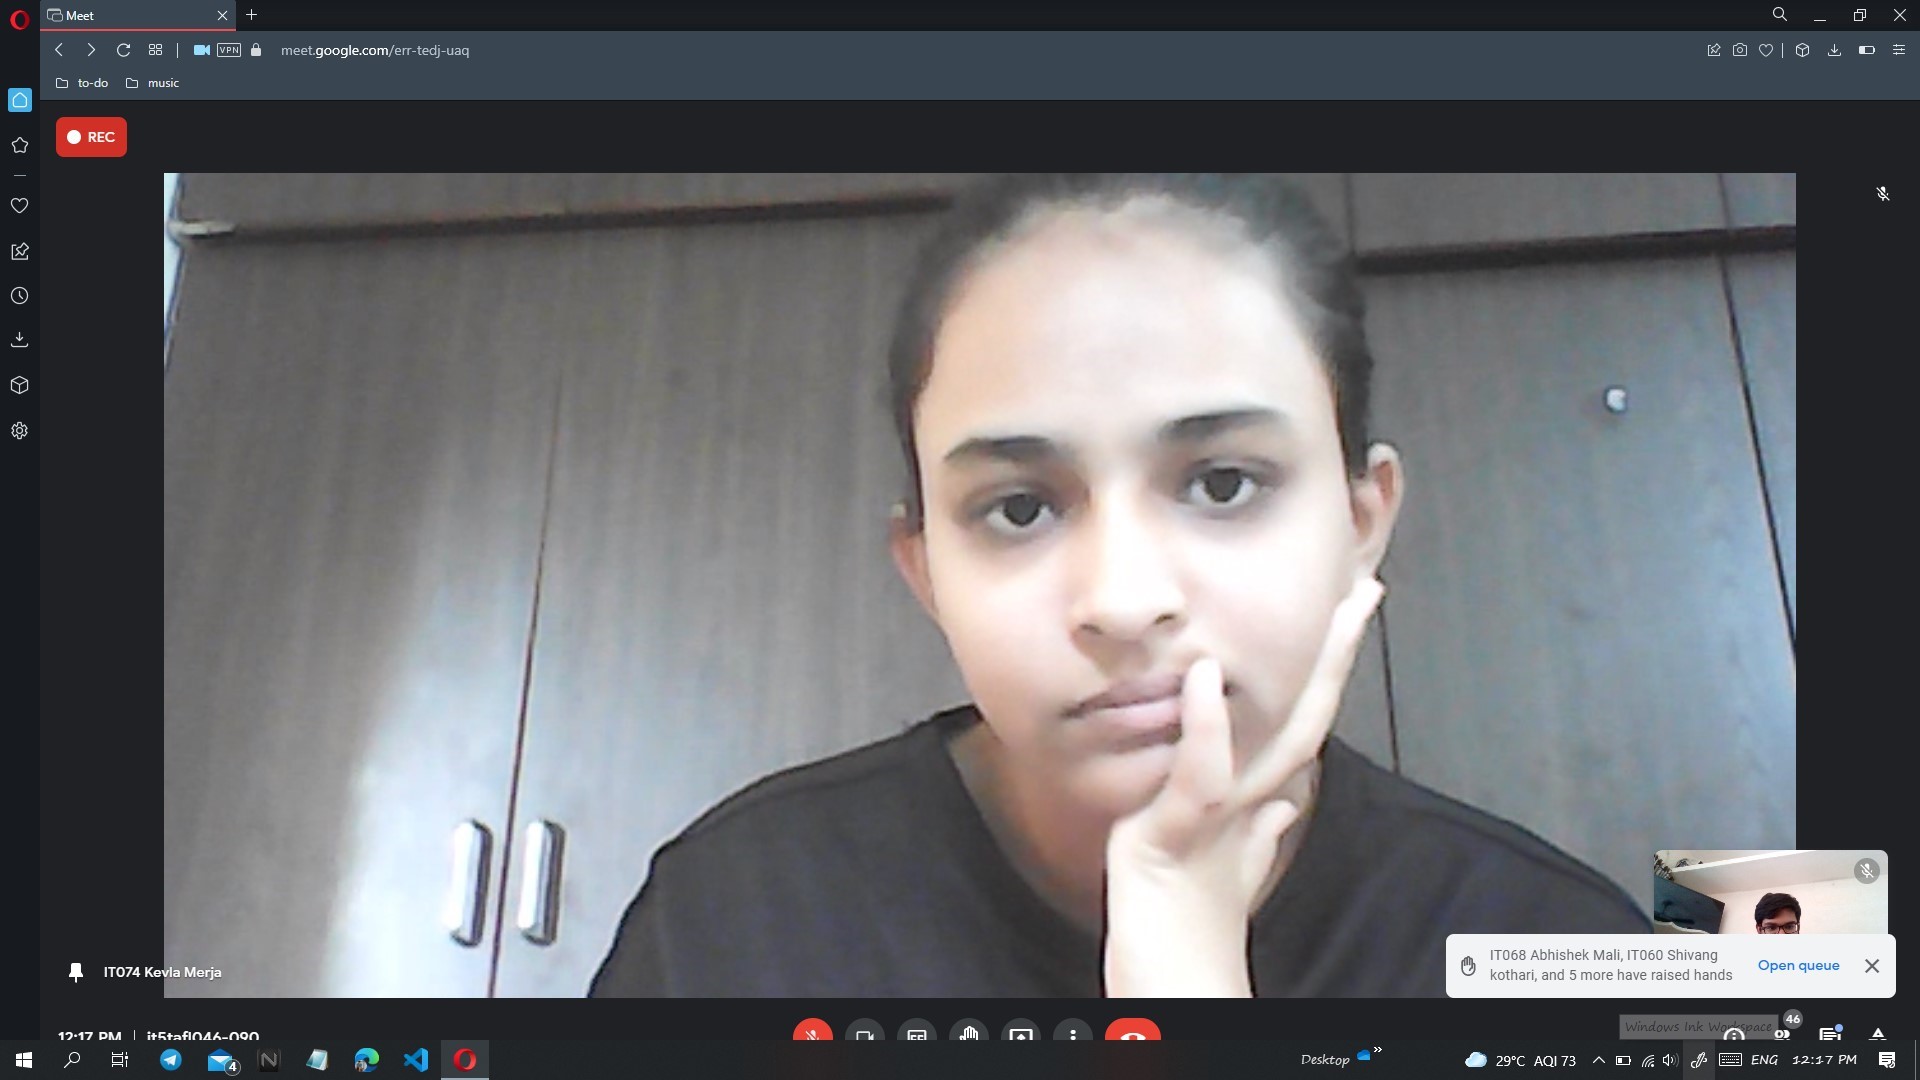 Meet
VPN
meet.google.com/err-tedj-uaq
to-do
music
REC
IT074 Kevla Merja
IT068 Abhishek Mali, IT060 Shivang
kothari, and 5 more have raised hands
Open queue
12:17 PM | it5tafl046-090
46
Windows Ink Workspace
4
Desktop
29°C AQI 73
ENG
12:17 PM